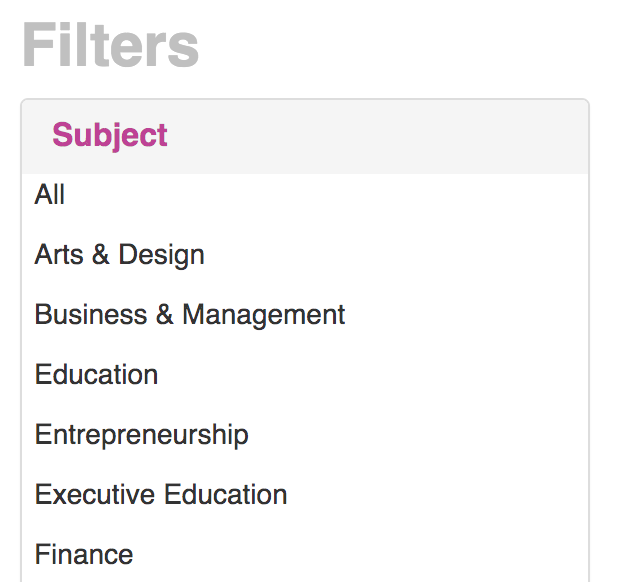 Filters
Subject
All
Arts & Design
Business & Management
Education
Entrepreneurship
Executive Education
Finance